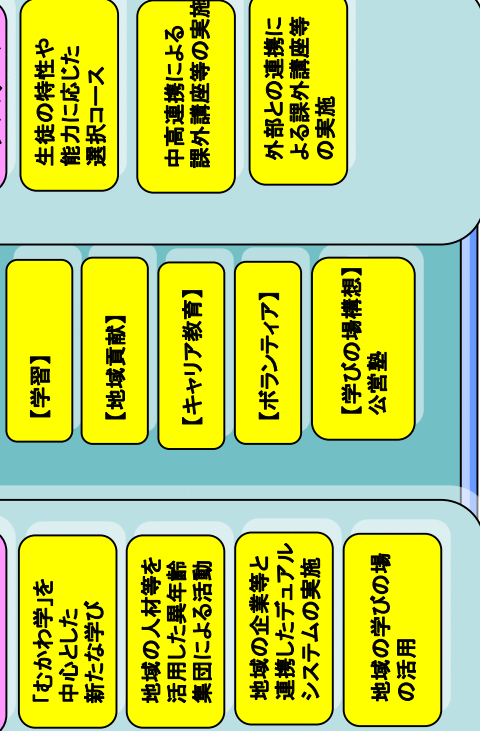 「むかわ学」を
中心とした
新たな学び
地域の人材等を
活用した異年齢
集団による活動
地域の企業等と
連携したデュアル
システムの実施
地域の学びの場
の活用
【学習】
【地域貢献】
【キャリア教育】
【ボランティア】
【学びの場構想】
公営塾
生徒の特性や
能力に応じた
選択コース
中高連携による
課外講座等の実施
外部との連携に
よる課外講座等
の実施